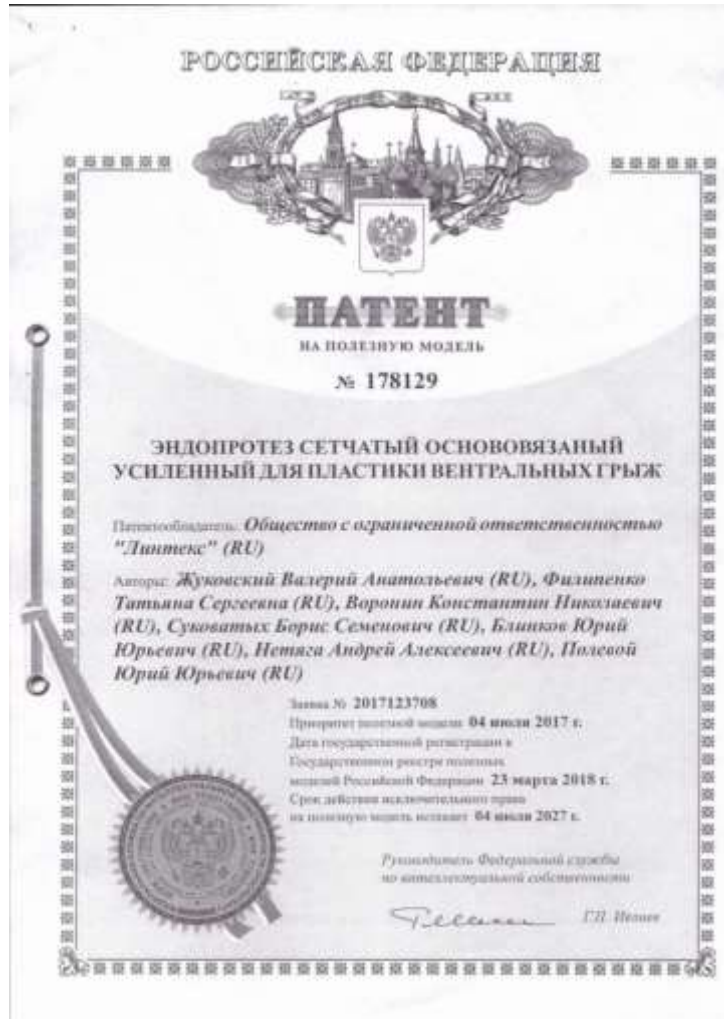 РОССИЙСКАЯ ФЕДЕРАЦИЯ
ПАТЕНТ
НА ПОЛЕЗНУЮ МОДЕЛЬ
№ 178129
ЭНДОПРОТЕЗ СЕТЧАТЫЙ ОСНОВОВЯЗАНЫЙ
УСИЛЕННЫЙ ДЛЯ ПЛАСТИКИ ВЕНТРАЛЬНЫХ ГРЫЖ
Патентообладатель: Общество с ограниченной ответственностью
"Линтекс" (RU)
Авторы: Жуковский Валерий Анатольевич (RU), Филипенко
Татьяна Сергеевна (RU), Воронин Константин Николаевич
(RU), Суковатых Борис Семенович (RU), Блинков Юрий
Юрьевич (RU), Нетяга Андрей Алексеевич (RU), Полевой
Юрий Юрьевич (RU)
Заявка № 2017123708
Приоритет полезной модели 04 июля 2017 г.
Дата государственной регистрации в
Государственном реестре полезных
моделей Российской Федерации 23 марта 2018 г.
Срок действия исключительного права
на полезную модель истекает 04 июля 2027 г.
Руководитель Федеральной службы
по интеллектуальной собственности
Г.П. Ивлиев